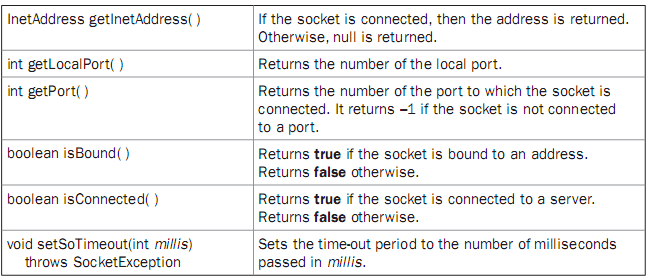 InetAddress getInetAddress( )
If the socket is connected, then the address is returned.
Otherwise, null is returned.
int getLocalPort( )
Returns the number of the local port.
int getPort( )
Returns the number of the port to which the socket is
connected. It returns –1 if the socket is not connected
to a port.
boolean isBound( )
Returns true if the socket is bound to an address.
Returns false otherwise.
boolean isConnected( )
Returns true if the socket is connected to a server.
Returns false otherwise.
void setSoTimeout(int millis)
throws SocketException
Sets the time-out period to the number of milliseconds
passed in millis.